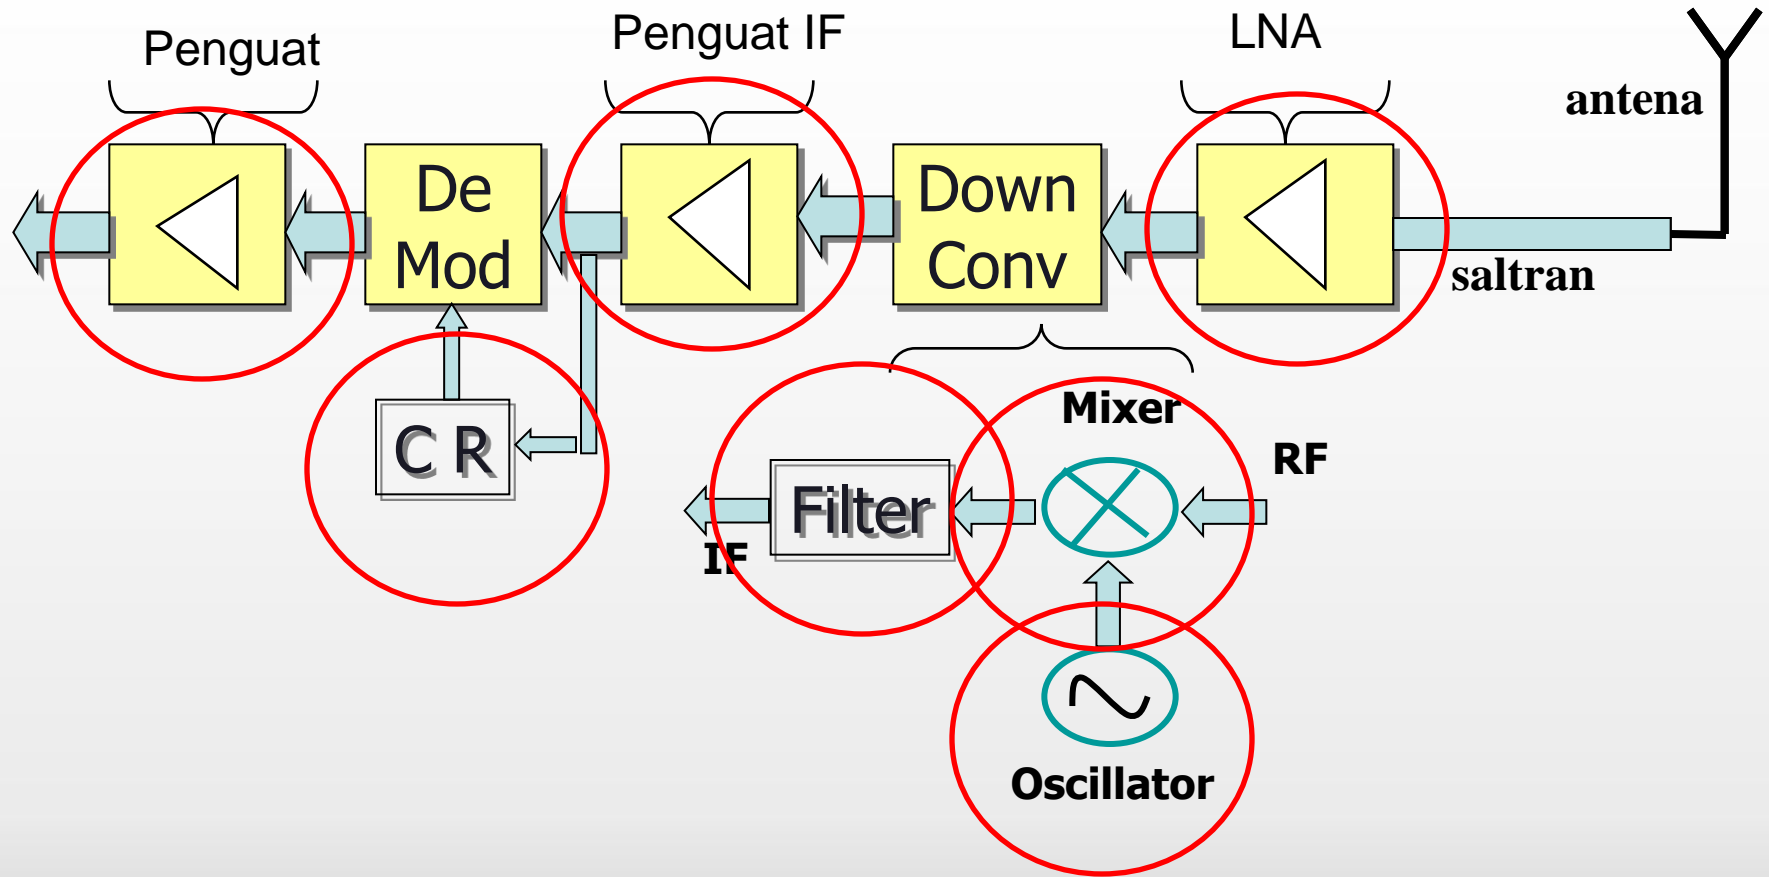 Penguat
Penguat IF
LNA
antena
De
Mod
Down
Conv
saltran
C R
Mixer
RF
Filter
IF
Oscillator